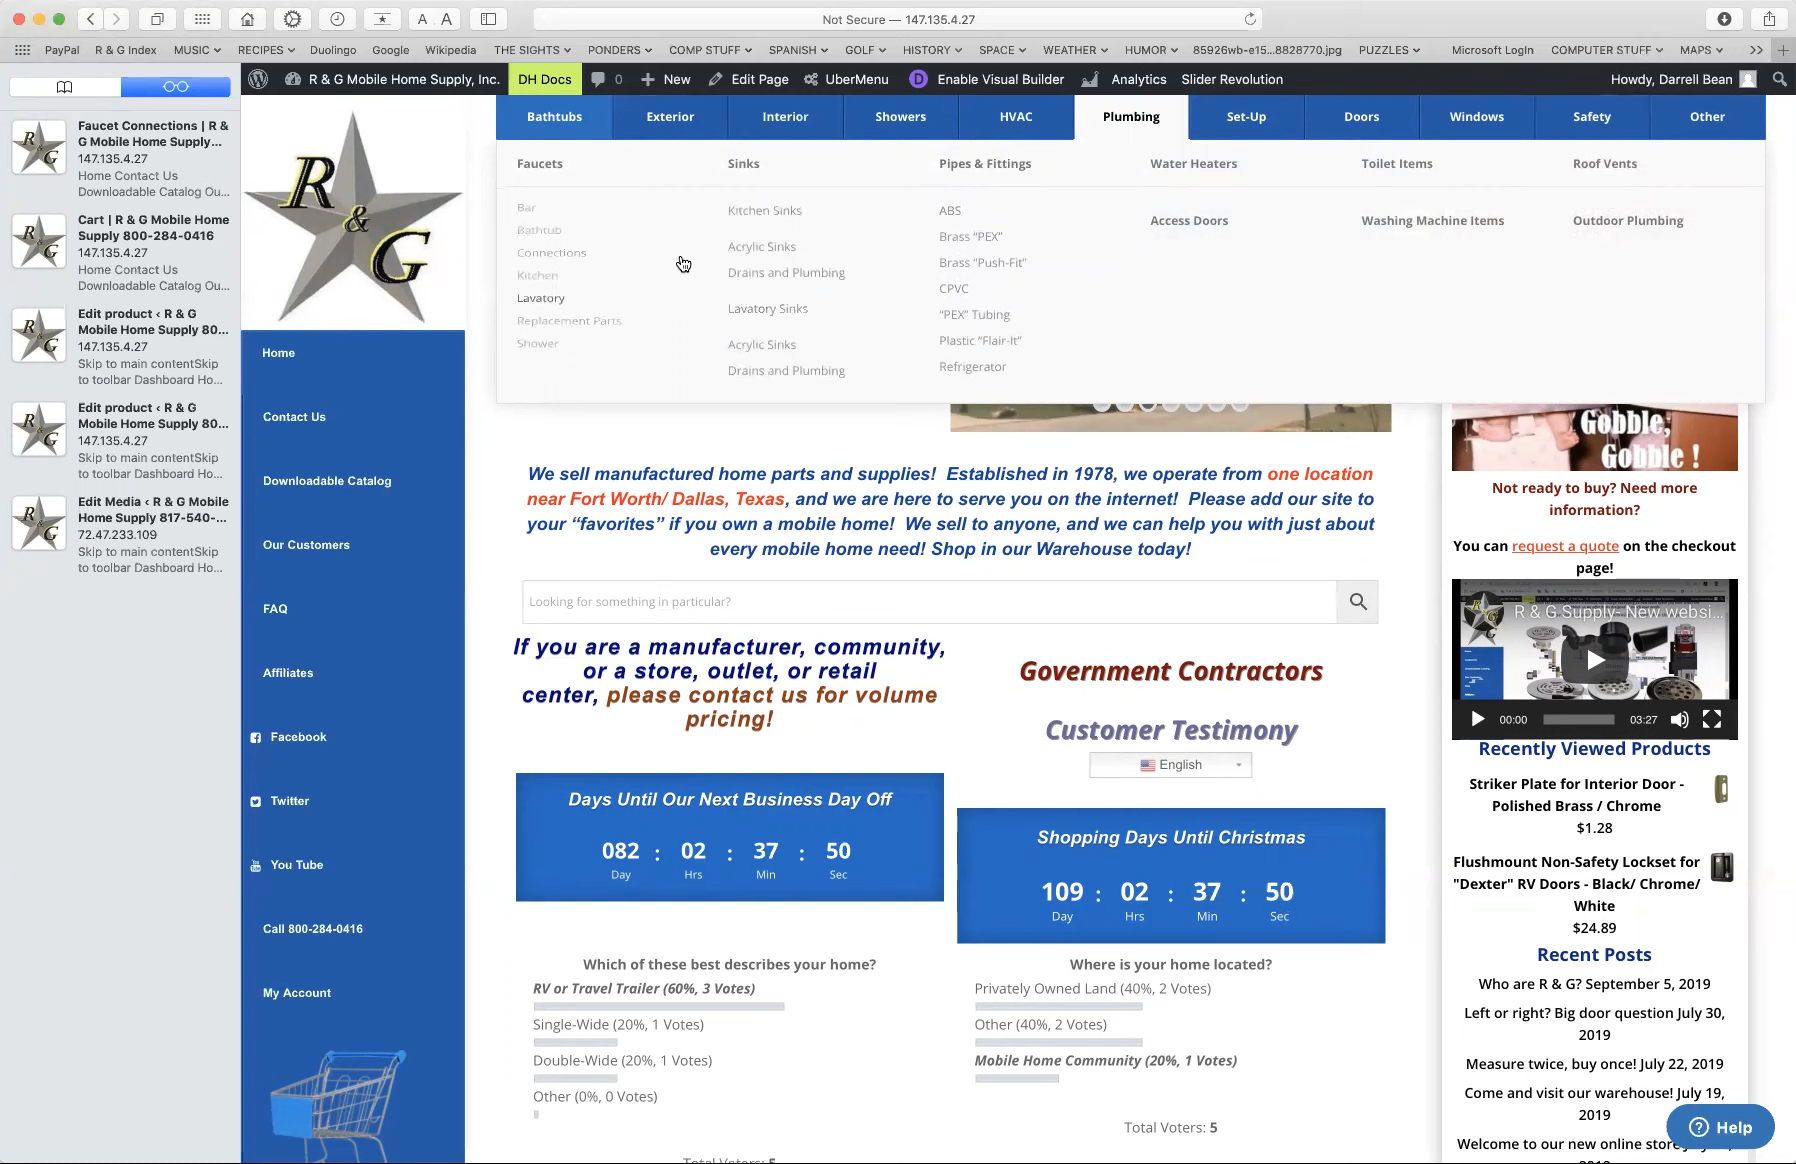 Not Secure — 147.135.4.27
PayPal R & G Index MUSIC RECIPES Duolingo Google Wikipedia THE SIGHTS PONDERS COMP STUFF SPANISH GOLF HISTORY SPACE WEATHER HUMOR 85926wb-e15...8828770.jpg PUZZLES Microsoft LogIn COMPUTER STUFF MAPS
R & G Mobile Home Supply, Inc. DH Docs 0 New Edit Page UberMenu D Enable Visual Builder Analytics Slider Revolution Howdy, Darrell Bean
Faucet Connections | R &
G Mobile Home Supply...
147.135.4.27
Home Contact Us
Downloadable Catalog Ou...
Cart | R & G Mobile Home
Supply 800-284-0416
147.135.4.27
Home Contact Us
Downloadable Catalog Ou...
Edit product ‹ R & G
Mobile Home Supply 80...
147.135.4.27
Skip to main contentSkip
to toolbar Dashboard Ho...
Edit product ‹ R & G
Mobile Home Supply 80...
147.135.4.27
Skip to main contentSkip
to toolbar Dashboard Ho...
Edit Media ‹ R & G Mobile
Home Supply 817-540-...
72.47.233.109
Skip to main contentSkip
to toolbar Dashboard Ho...
R & G
Home
Contact Us
Downloadable Catalog
Our Customers
FAQ
Affiliates
Facebook
Twitter
You Tube
Call 800-284-0416
My Account
Bathtubs Exterior Interior Showers HVAC Plumbing Set-Up Doors Windows Safety Other
Faucets
Bar
Bathtub
Connections
Kitchen
Lavatory
Replacement Parts
Shower
Sinks
Kitchen Sinks
Acrylic Sinks
Drains and Plumbing
Lavatory Sinks
Acrylic Sinks
Drains and Plumbing
Pipes & Fittings
ABS
Brass “PEX”
Brass “Push-Fit”
CPVC
“PEX” Tubing
Plastic “Flair-It”
Refrigerator
Water Heaters
Access Doors
Toilet Items
Washing Machine Items
Roof Vents
Outdoor Plumbing
We sell manufactured home parts and supplies! Established in 1978, we operate from one location
near Fort Worth/ Dallas, Texas, and we are here to serve you on the internet! Please add our site to
your “favorites” if you own a mobile home! We sell to anyone, and we can help you with just about
every mobile home need! Shop in our Warehouse today!
Looking for something in particular?
If you are a manufacturer, community,
or a store, outlet, or retail
center, please contact us for volume
pricing!
Government Contractors
Customer Testimony
English
Days Until Our Next Business Day Off
082 : 02 : 37 : 50
Day Hrs Min Sec
Shopping Days Until Christmas
109 : 02 : 37 : 50
Day Hrs Min Sec
Which of these best describes your home?
RV or Travel Trailer (60%, 3 Votes)
Single-Wide (20%, 1 Votes)
Double-Wide (20%, 1 Votes)
Other (0%, 0 Votes)
Total Voters: 5
Where is your home located?
Privately Owned Land (40%, 2 Votes)
Other (40%, 2 Votes)
Mobile Home Community (20%, 1 Votes)
Total Voters: 5
Gobble,
Gobble !
Not ready to buy? Need more
information?
You can request a quote on the checkout
page!
R & G Supply- New websi...
00:00 03:27
Recently Viewed Products
Striker Plate for Interior Door -
Polished Brass / Chrome
$1.28
Flushmount Non-Safety Lockset for
"Dexter" RV Doors - Black/ Chrome/
White
$24.89
Recent Posts
Who are R & G? September 5, 2019
Left or right? Big door question July 30,
2019
Measure twice, buy once! July 22, 2019
Come and visit our warehouse! July 19,
2019
Welcome to our new online store
Help